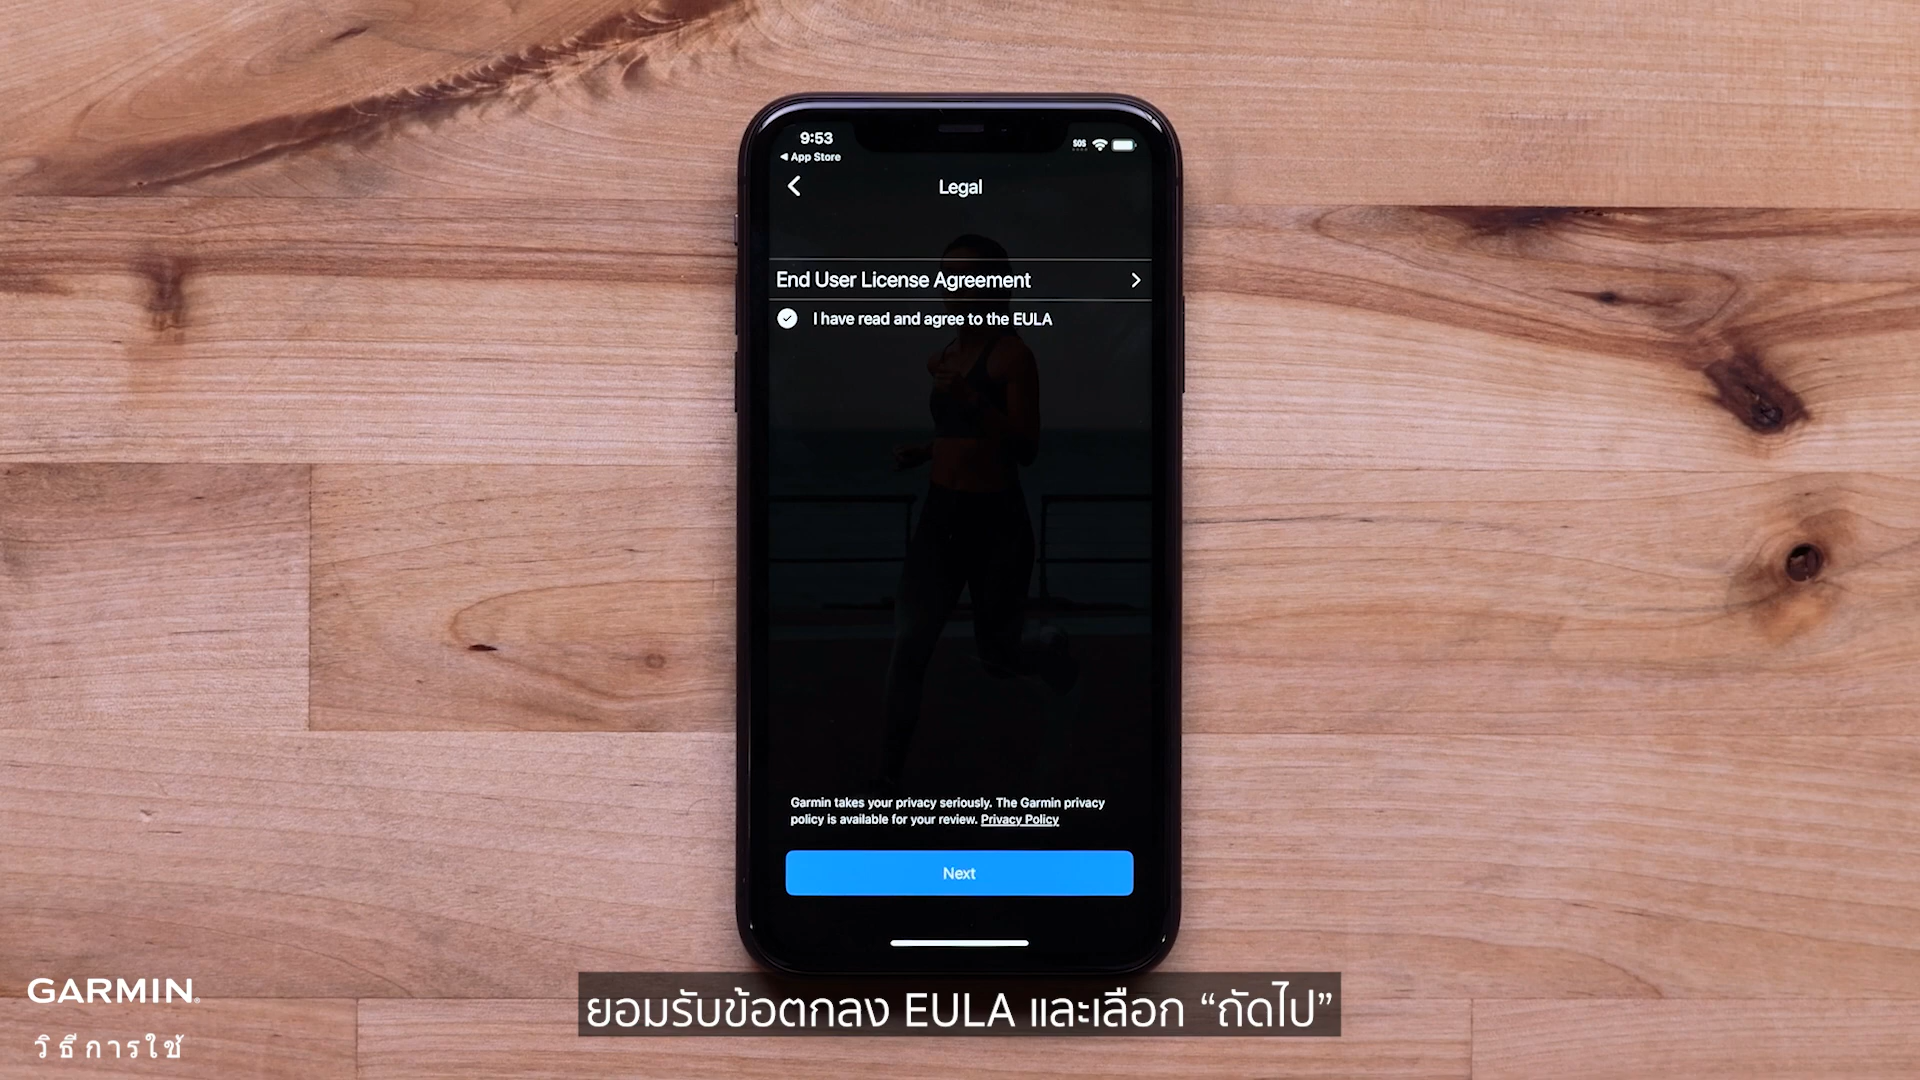 9:53
SOS
App Store
Legal
End User License Agreement
I have read and agree to the EULA
Garmin takes your privacy seriously. The Garmin privacy
policy is available for your review. Privacy Policy
Next
ยอมรับข้อตกลง EULA และเลือก “ถัดไป”
GARMIN
วิธีการใช้